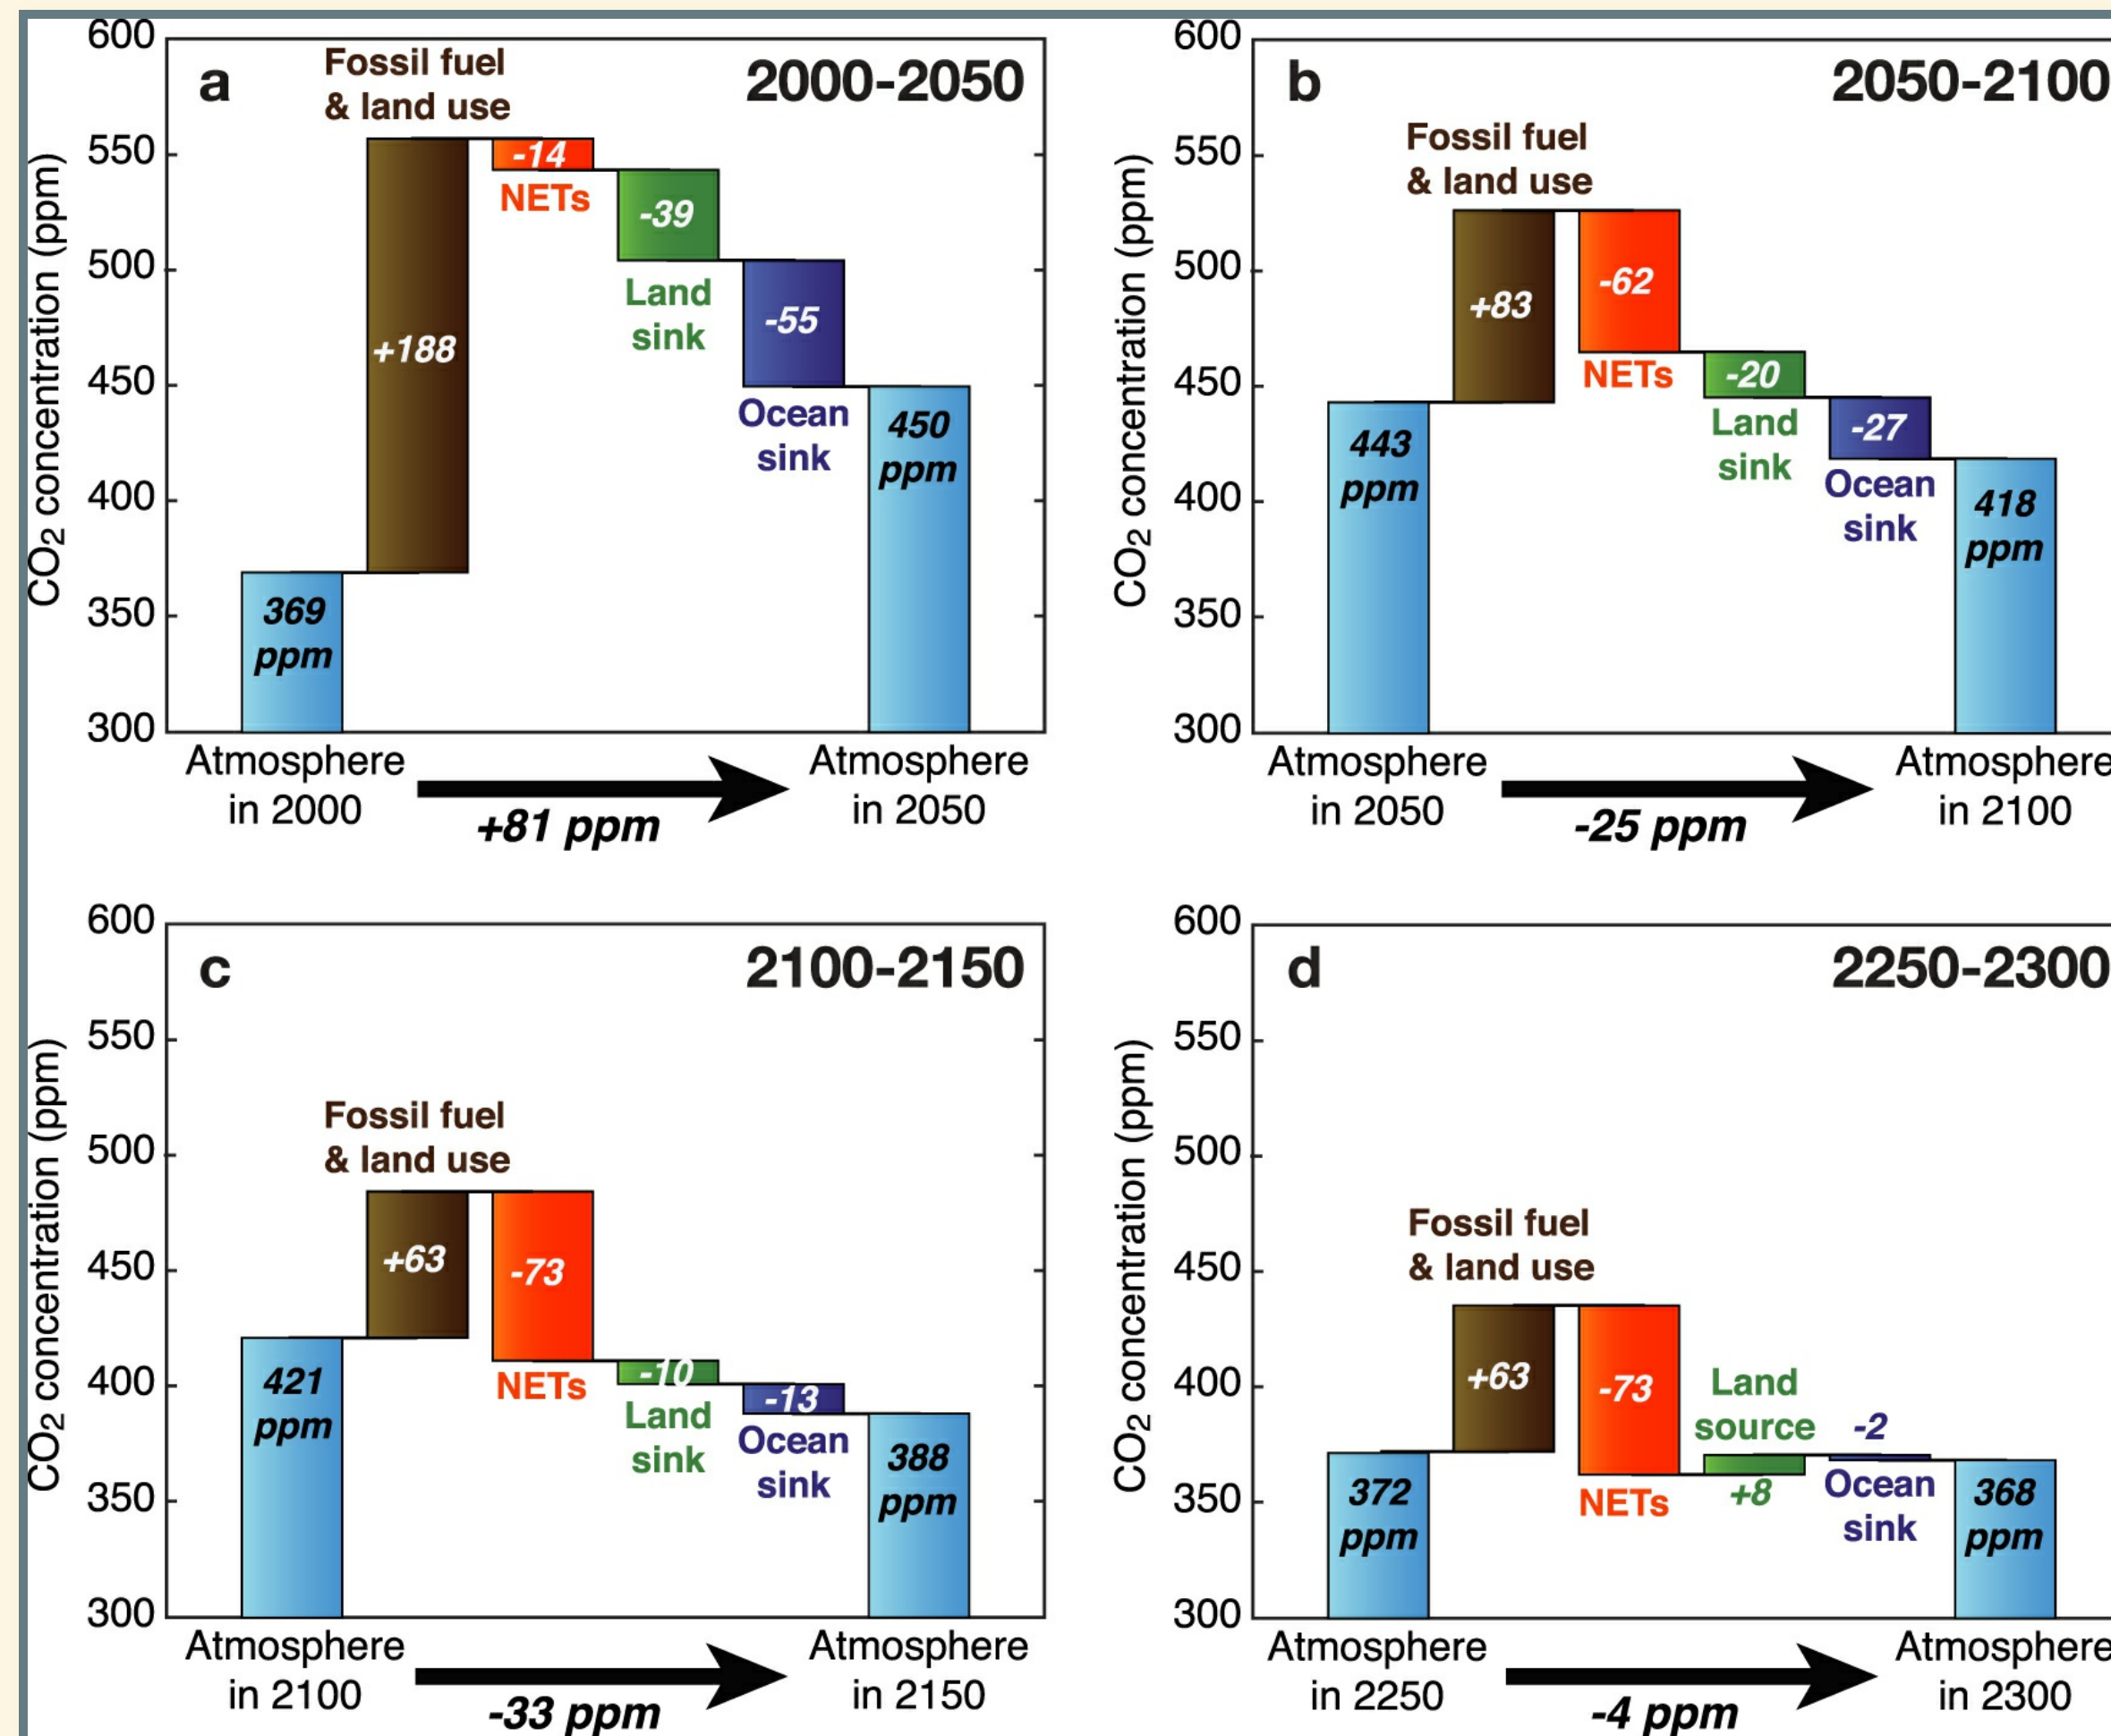 a
2000-2050
CO₂ concentration (ppm)
600
550
500
450
400
350
300
Fossil fuel
& land use
+188
-14
NETs
-39
Land
sink
-55
Ocean
sink
369
ppm
450
ppm
Atmosphere
in 2000
+81 ppm
Atmosphere
in 2050
b
2050-2100
CO₂ concentration (ppm)
600
550
500
450
400
350
300
Fossil fuel
& land use
+83
-62
NETs
-20
Land
sink
-27
Ocean
sink
443
ppm
418
ppm
Atmosphere
in 2050
-25 ppm
Atmosphere
in 2100
c
2100-2150
CO₂ concentration (ppm)
600
550
500
450
400
350
300
Fossil fuel
& land use
+63
-73
NETs
-10
Land
sink
-13
Ocean
sink
421
ppm
388
ppm
Atmosphere
in 2100
-33 ppm
Atmosphere
in 2150
d
2250-2300
CO₂ concentration (ppm)
600
550
500
450
400
350
300
Fossil fuel
& land use
+63
-73
NETs
Land
source
+8
-2
Ocean
sink
372
ppm
368
ppm
Atmosphere
in 2250
-4 ppm
Atmosphere
in 2300